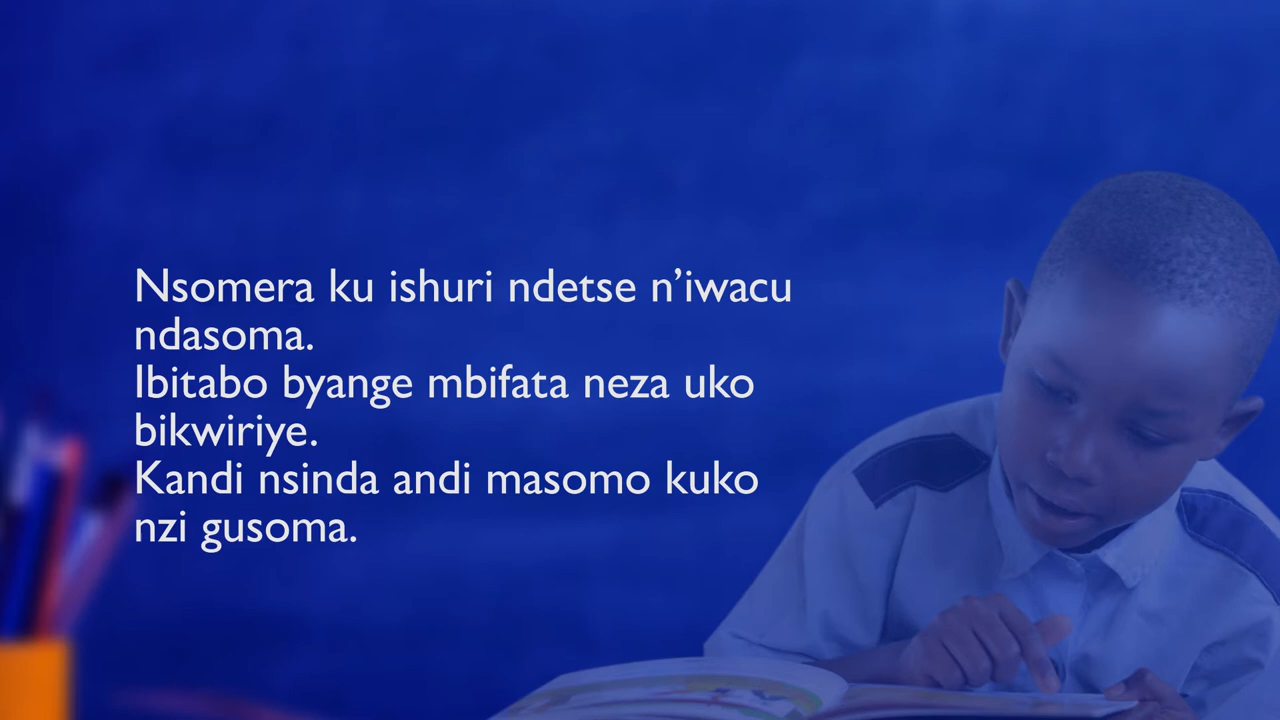 Nsomera ku ishuri ndetse n’iwacu
ndasoma.
Ibitabo byange mbifata neza uko
bikwiriye.
Kandi nsinda andi masomo kuko
nzi gusoma.